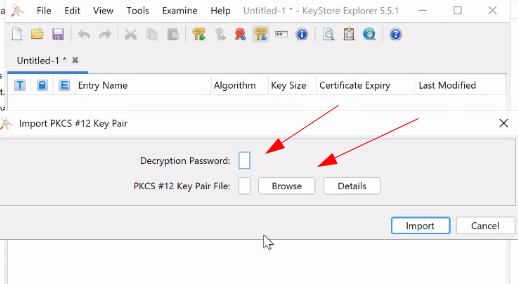 File Edit View Tools Examine Help Untitled-1 * - KeyStore Explorer 5.5.1
Untitled-1 *
T E Entry Name Algorithm Key Size Certificate Expiry Last Modified
Import PKCS #12 Key Pair
Decryption Password:
PKCS #12 Key Pair File: Browse Details
Import Cancel